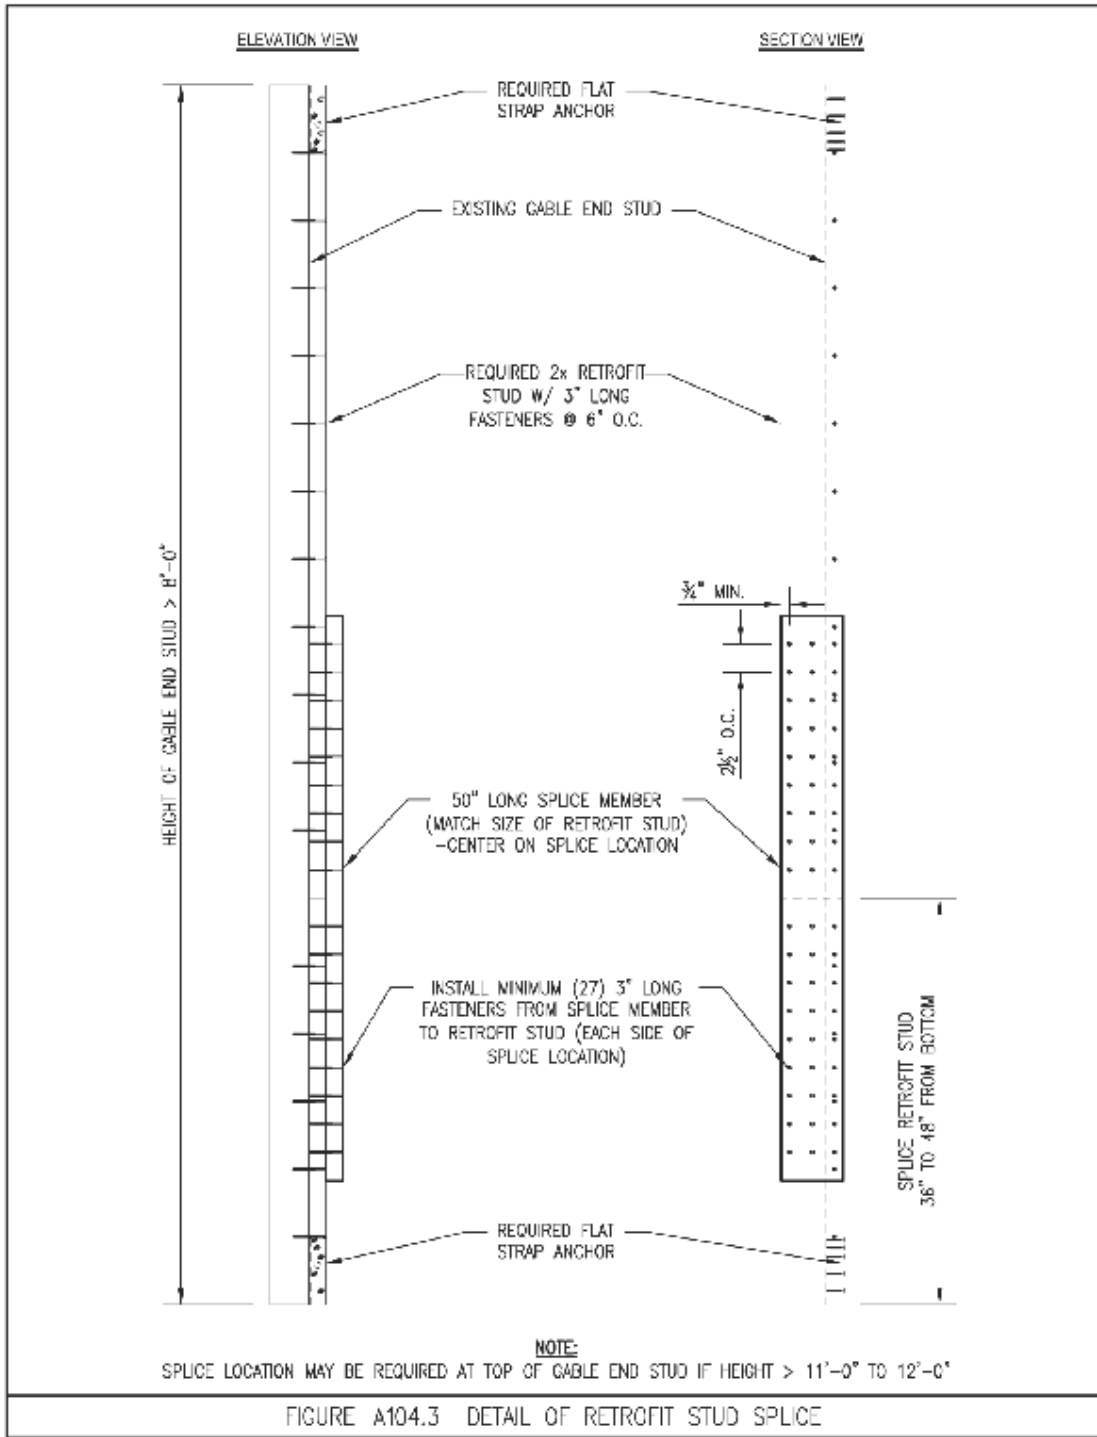 ELEVATION VIEW
SECTION VIEW
REQUIRED FLAT
STRAP ANCHOR
EXISTING GABLE END STUD
REQUIRED 2x RETROFIT
STUD W/ 3" LONG
FASTENERS @ 6" O.C.
HEIGHT OF GABLE END STUD > 8'-0"
¾" MIN.
2½" O.C.
50" LONG SPLICE MEMBER
(MATCH SIZE OF RETROFIT STUD)
-CENTER ON SPLICE LOCATION
INSTALL MINIMUM (27) 3" LONG
FASTENERS FROM SPLICE MEMBER
TO RETROFIT STUD (EACH SIDE OF
SPLICE LOCATION)
SPLICE RETROFIT STUD
36" TO 48" FROM BOTTOM
REQUIRED FLAT
STRAP ANCHOR
NOTE:
SPLICE LOCATION MAY BE REQUIRED AT TOP OF GABLE END STUD IF HEIGHT > 11'-0" TO 12'-0"
FIGURE A104.3 DETAIL OF RETROFIT STUD SPLICE